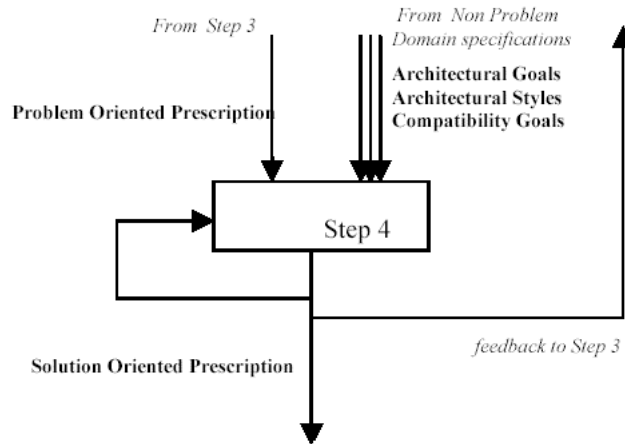 From Step 3
From Non Problem
Domain specifications
Architectural Goals
Architectural Styles
Compatibility Goals
Problem Oriented Prescription
Step 4
feedback to Step 3
Solution Oriented Prescription